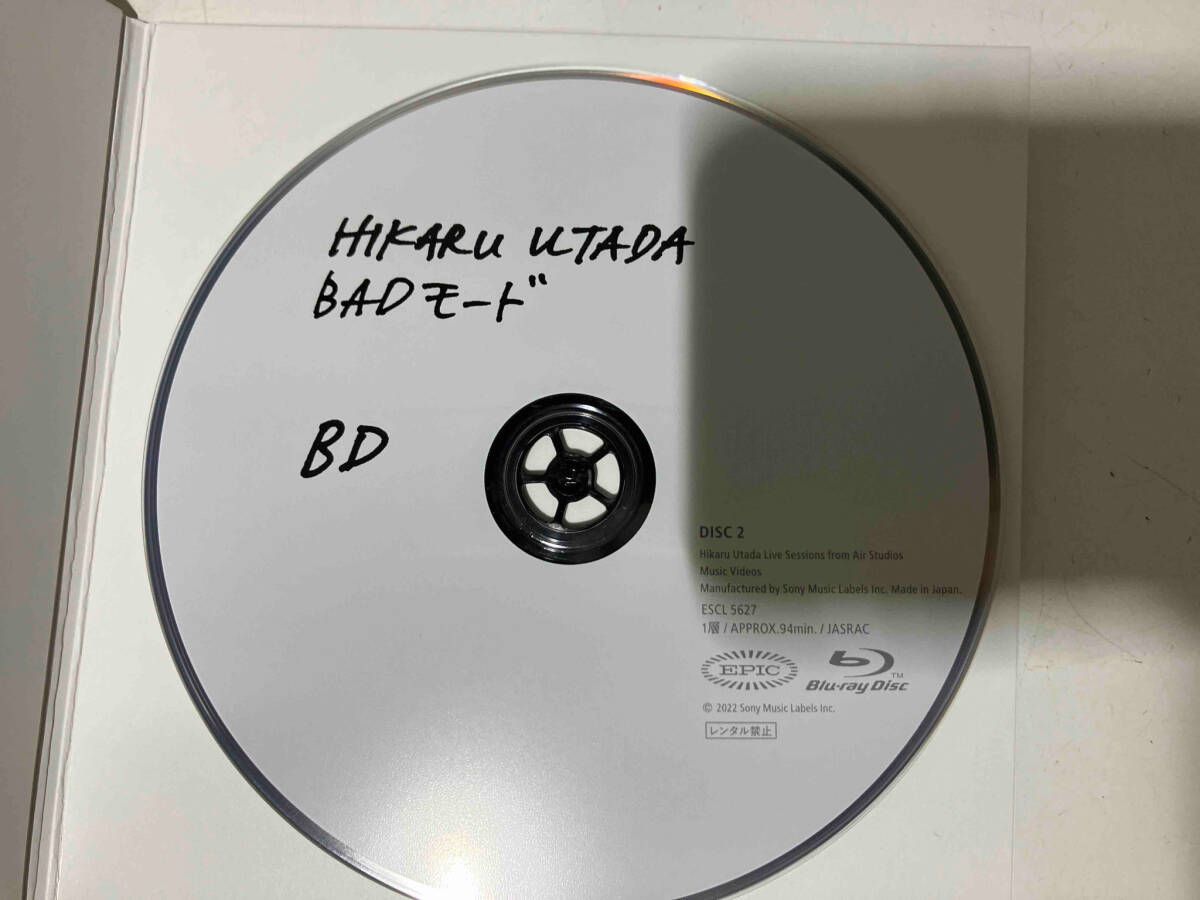 HIKARU UTADA
BADモード
BD
DISC 2
Hikaru Utada Live Sessions from Air Studios
Music Videos
Manufactured by Sony Music Labels Inc. Made in Japan.
ESCL 5627
1層 / APPROX.94min. / JASRAC
EPIC
Blu-ray Disc TM
© 2022 Sony Music Labels Inc.
レンタル禁止